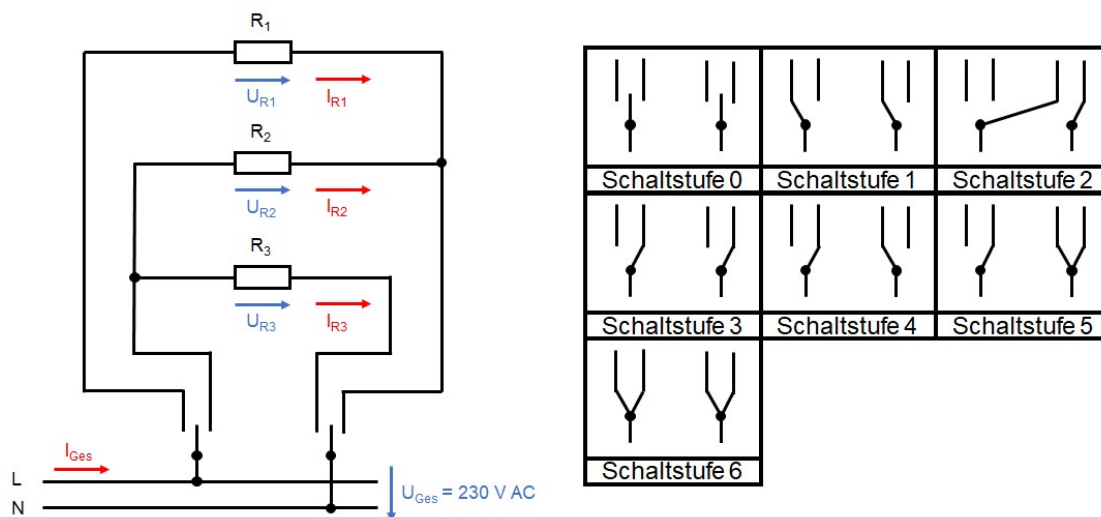 R1
UR1 IR1
R2
UR2 IR2
R3
UR3 IR3
IGes
L
N
UGes = 230 V AC
Schaltstufe 0 Schaltstufe 1 Schaltstufe 2
Schaltstufe 3 Schaltstufe 4 Schaltstufe 5
Schaltstufe 6